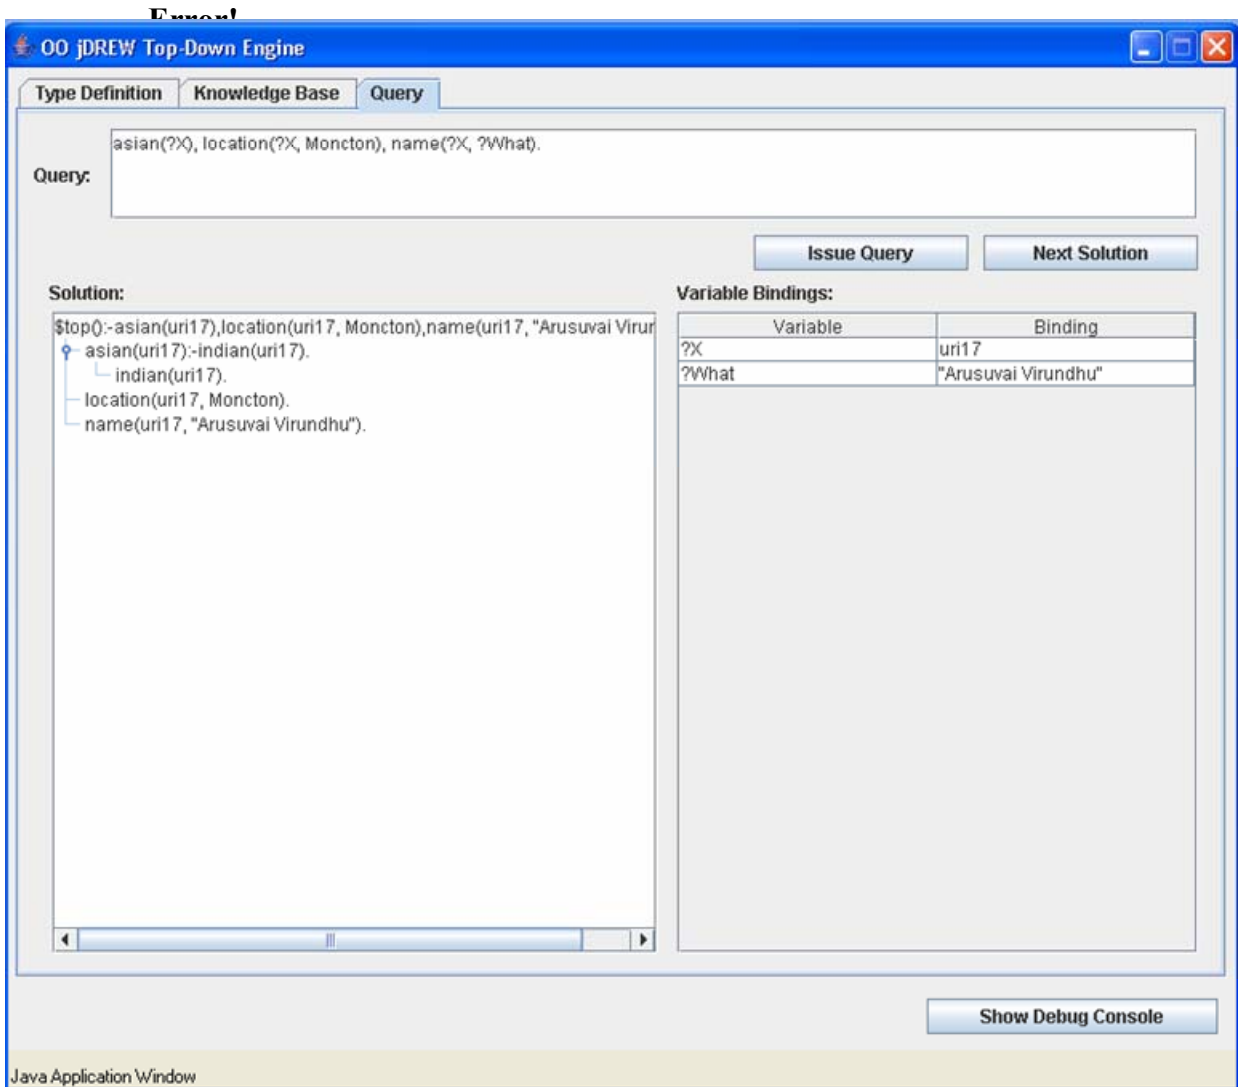 Error!
OO jDREW Top-Down Engine
Type Definition Knowledge Base Query
Query:
asian(?X), location(?X, Moncton), name(?X, ?What).
Issue Query Next Solution
Solution:
$top():-asian(uri17),location(uri17, Moncton),name(uri17, "Arusuvai Virur
asian(uri17):-indian(uri17).
indian(uri17).
location(uri17, Moncton).
name(uri17, "Arusuvai Virundhu").
Variable Bindings:
Variable Binding
?X uri17
?What "Arusuvai Virundhu"
Show Debug Console
Java Application Window